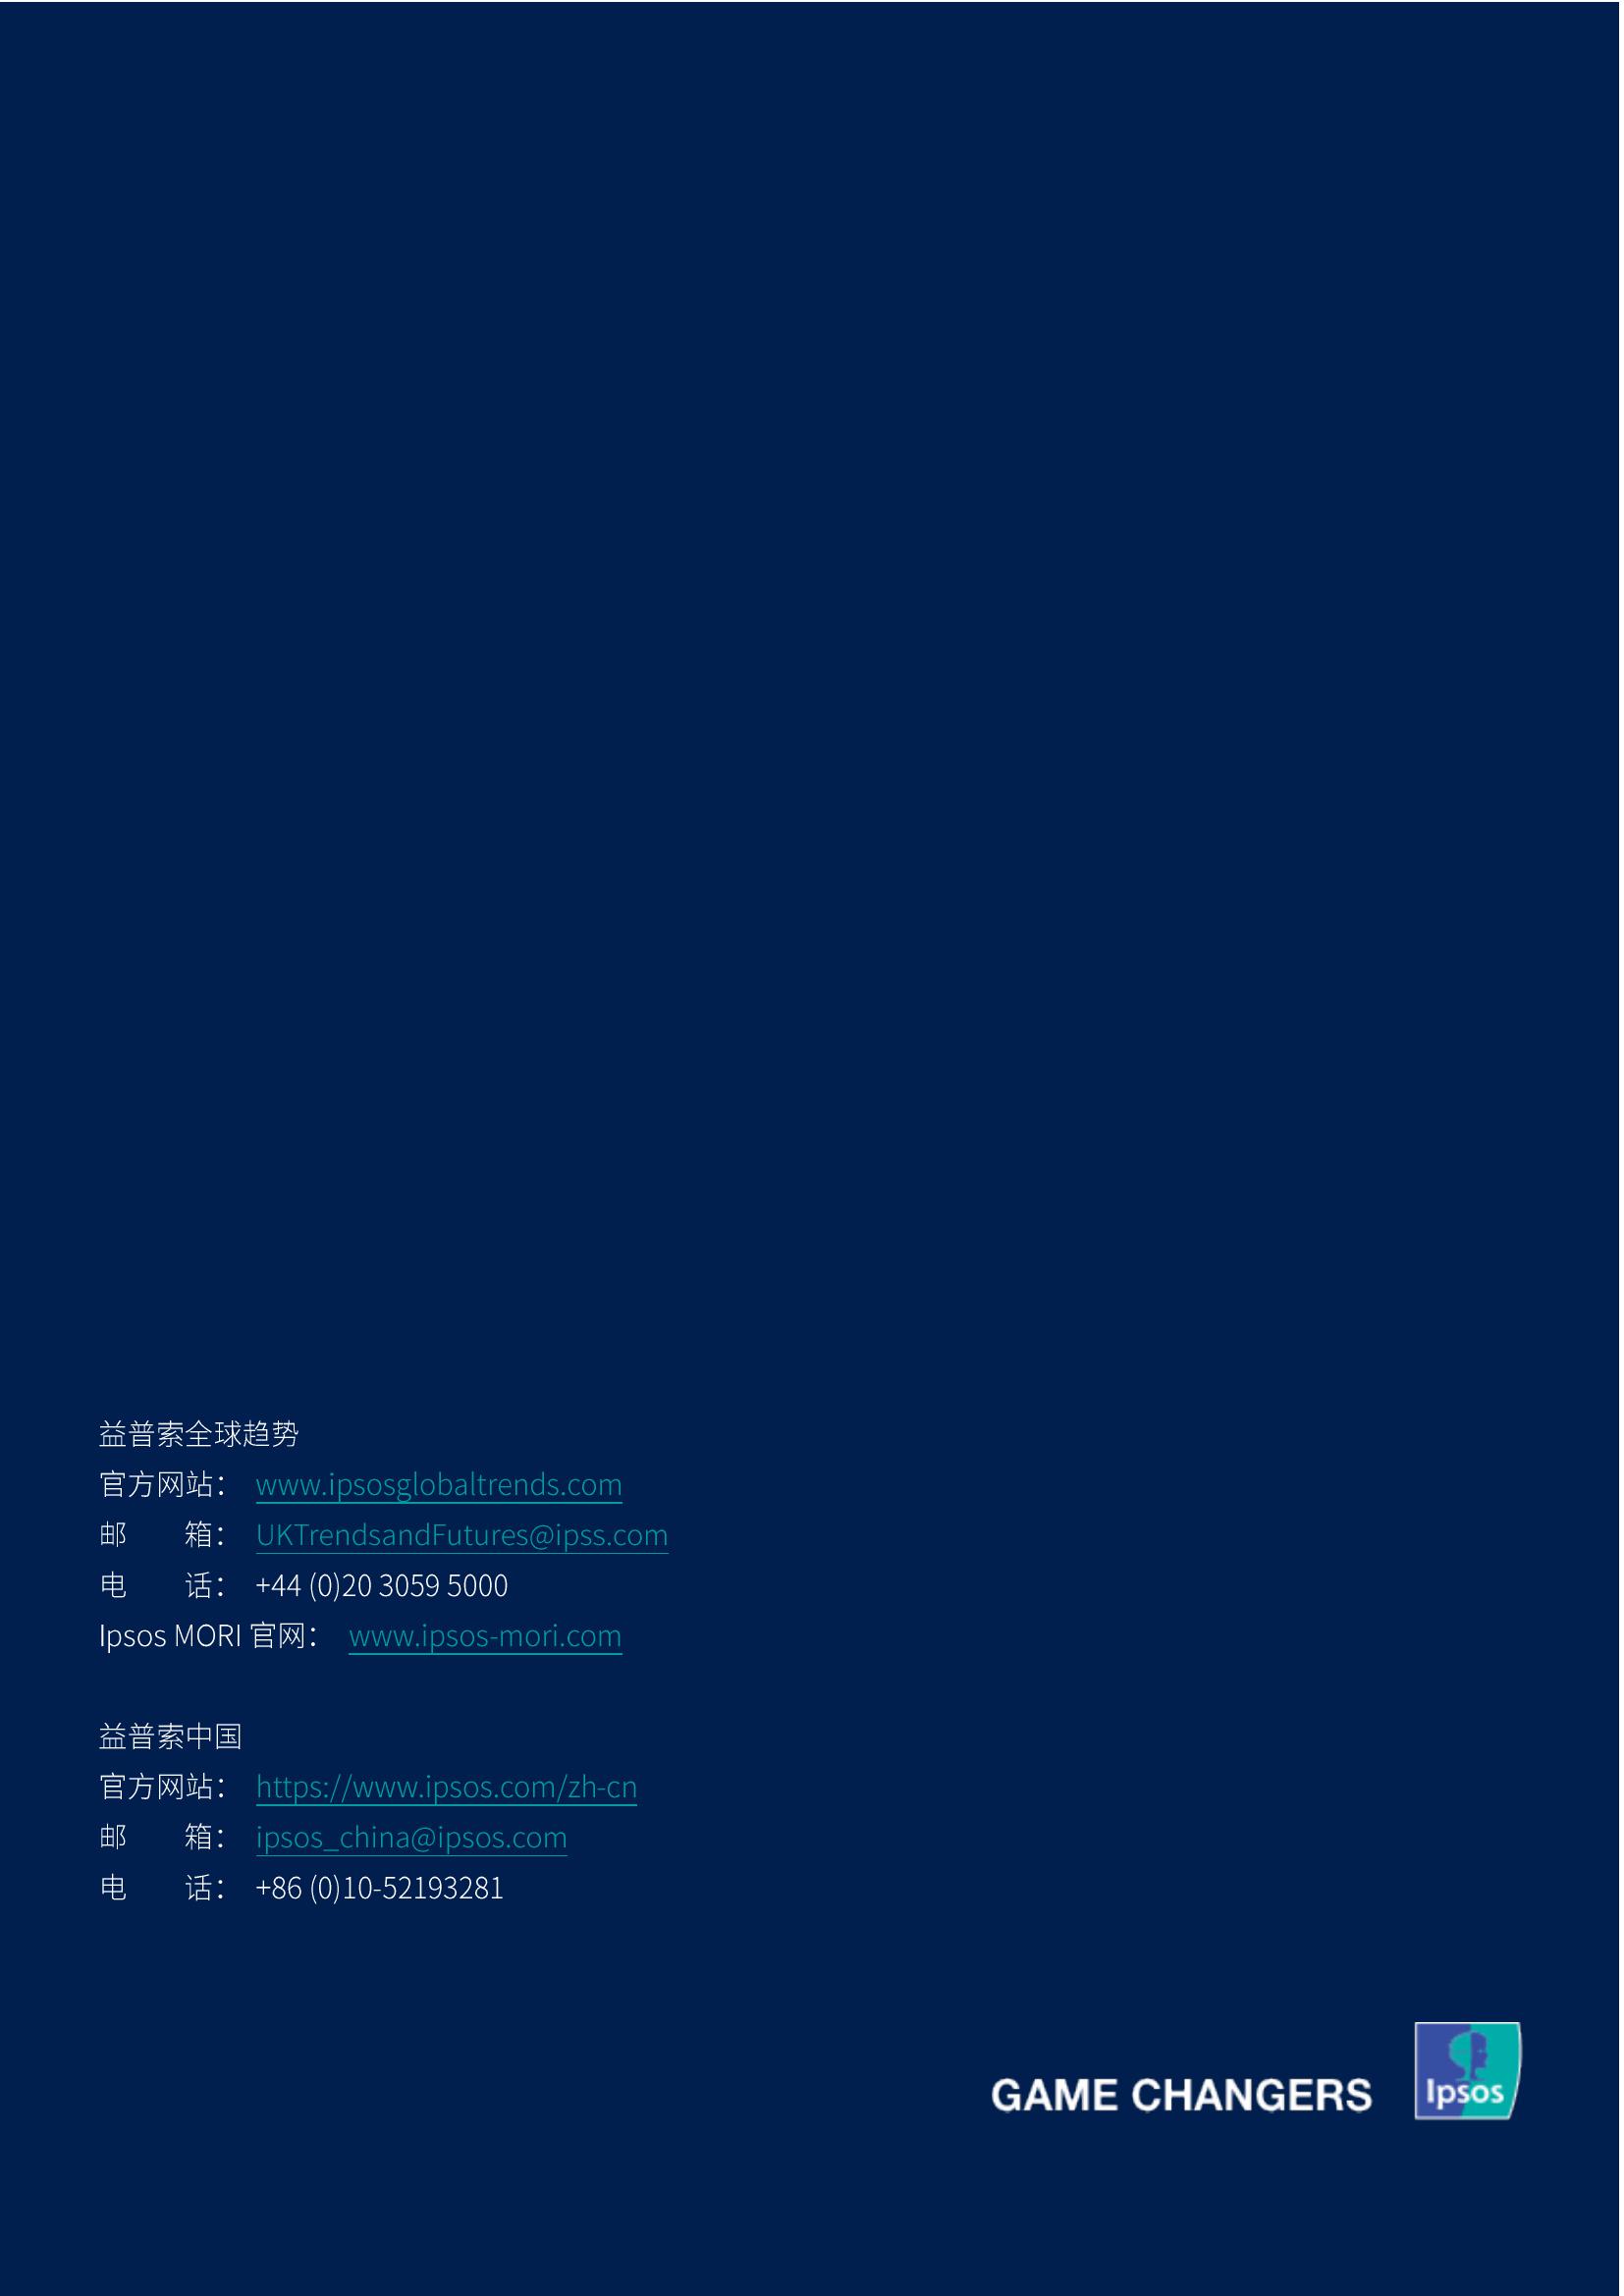 益普索全球趋势
官方网站： www.ipsosglobaltrends.com
邮 箱： UKTrendsandFutures@ipss.com
电 话： +44 (0)20 3059 5000
Ipsos MORI 官网： www.ipsos-mori.com
益普索中国
官方网站： https://www.ipsos.com/zh-cn
邮 箱： ipsos_china@ipsos.com
电 话： +86 (0)10-52193281
GAME CHANGERS
Ipsos